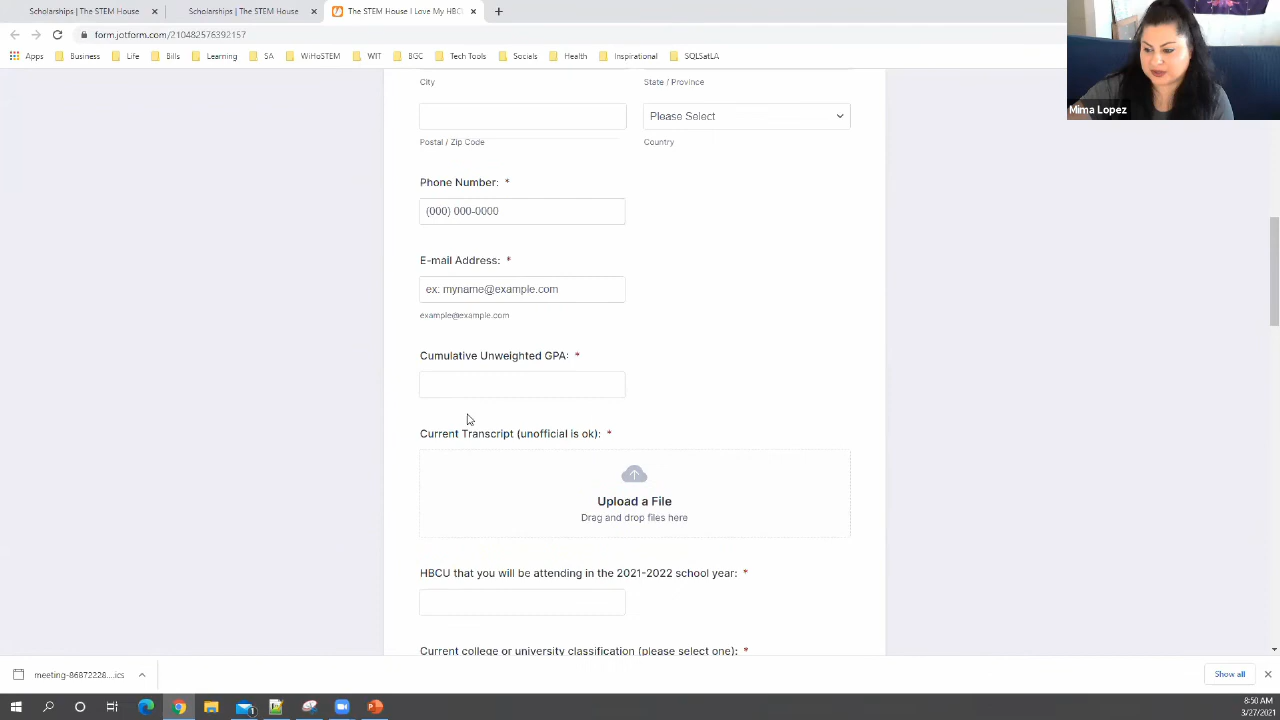 Scholarships | The STEM House
Scholarships | The STEM House
The STEM House I Love My HBC
form.jotform.com/210482576392157
Apps
Business
Life
Bills
Learning
SA
WiHoSTEM
WIT
BGC
Tech Tools
Socials
Health
Inspirational
SQLSatLA
Mima Lopez
City
State / Province
Please Select
Postal / Zip Code
Country
Phone Number: *
(000) 000-0000
E-mail Address: *
ex: myname@example.com
example@example.com
Cumulative Unweighted GPA: *
Current Transcript (unofficial is ok): *
Upload a File
Drag and drop files here
HBCU that you will be attending in the 2021-2022 school year: *
Current college or university classification (please select one): *
meeting-86872228....ics
Show all
8:50 AM
3/27/2021